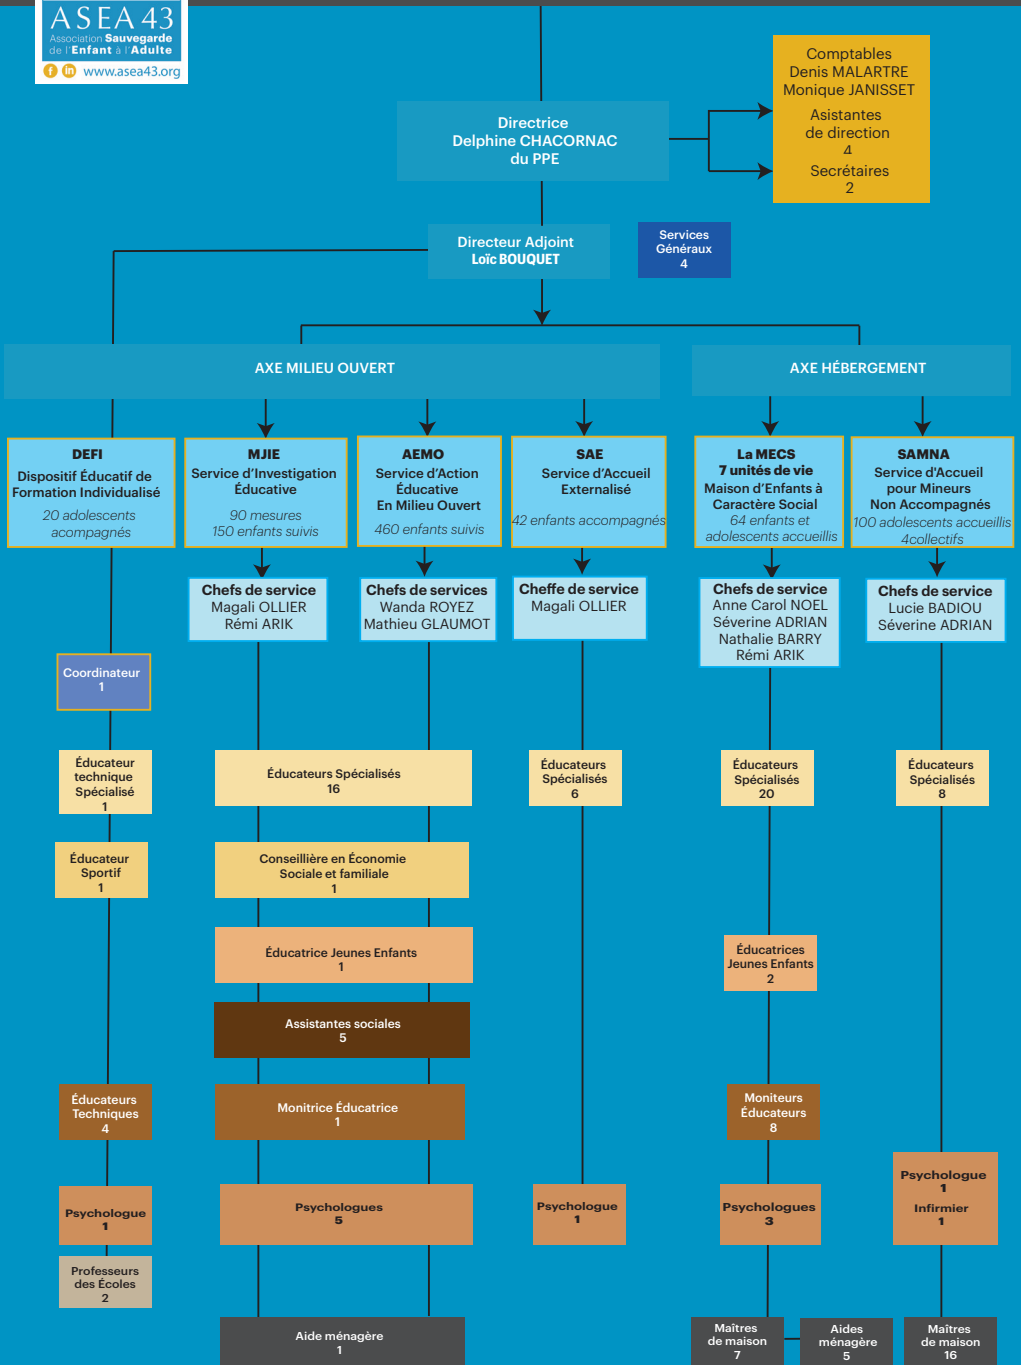 ASEA 43
Association Sauvegarde
de l'Enfant à l'Adulte
f in www.asea43.org
Comptables
Denis MALARTRE
Monique JANISSET
Asistantes
de direction
4
Secrétaires
2
Directrice
Delphine CHACORNAC
du PPE
Directeur Adjoint
Loïc BOUQUET
Services
Généraux
4
AXE MILIEU OUVERT
AXE HÉBERGEMENT
DEFI
Dispositif Éducatif de
Formation Individualisé
20 adolescents
acompagnés
MJIE
Service d'Investigation
Éducative
90 mesures
150 enfants suivis
AEMO
Service d'Action
Éducative
En Milieu Ouvert
460 enfants suivis
SAE
Service d'Accueil
Externalisé
42 enfants accompagnés
La MECS
7 unités de vie
Maison d'Enfants à
Caractère Social
64 enfants et
adolescents accueillis
SAMNA
Service d'Accueil
pour Mineurs
Non Accompagnés
100 adolescents accueillis
4collectifs
Chefs de service
Magali OLLIER
Rémi ARIK
Chefs de services
Wanda ROYEZ
Mathieu GLAUMOT
Cheffe de service
Magali OLLIER
Chefs de service
Anne Carol NOEL
Séverine ADRIAN
Nathalie BARRY
Rémi ARIK
Chefs de service
Lucie BADIOU
Séverine ADRIAN
Coordinateur
1
Éducateur
technique
Spécialisé
1
Éducateurs Spécialisés
16
Éducateurs
Spécialisés
6
Éducateurs
Spécialisés
20
Éducateurs
Spécialisés
8
Éducateur
Sportif
1
Conseillière en Économie
Sociale et familiale
1
Éducatrice Jeunes Enfants
1
Éducatrices
Jeunes Enfants
2
Assistantes sociales
5
Éducateurs
Techniques
4
Monitrice Éducatrice
1
Moniteurs
Éducateurs
8
Psychologue
1
Psychologues
5
Psychologue
1
Psychologues
3
Psychologue
1
Infirmier
1
Professeurs
des Écoles
2
Aide ménagère
1
Maîtres
de maison
7
Aides
ménagère
5
Maîtres
de maison
16